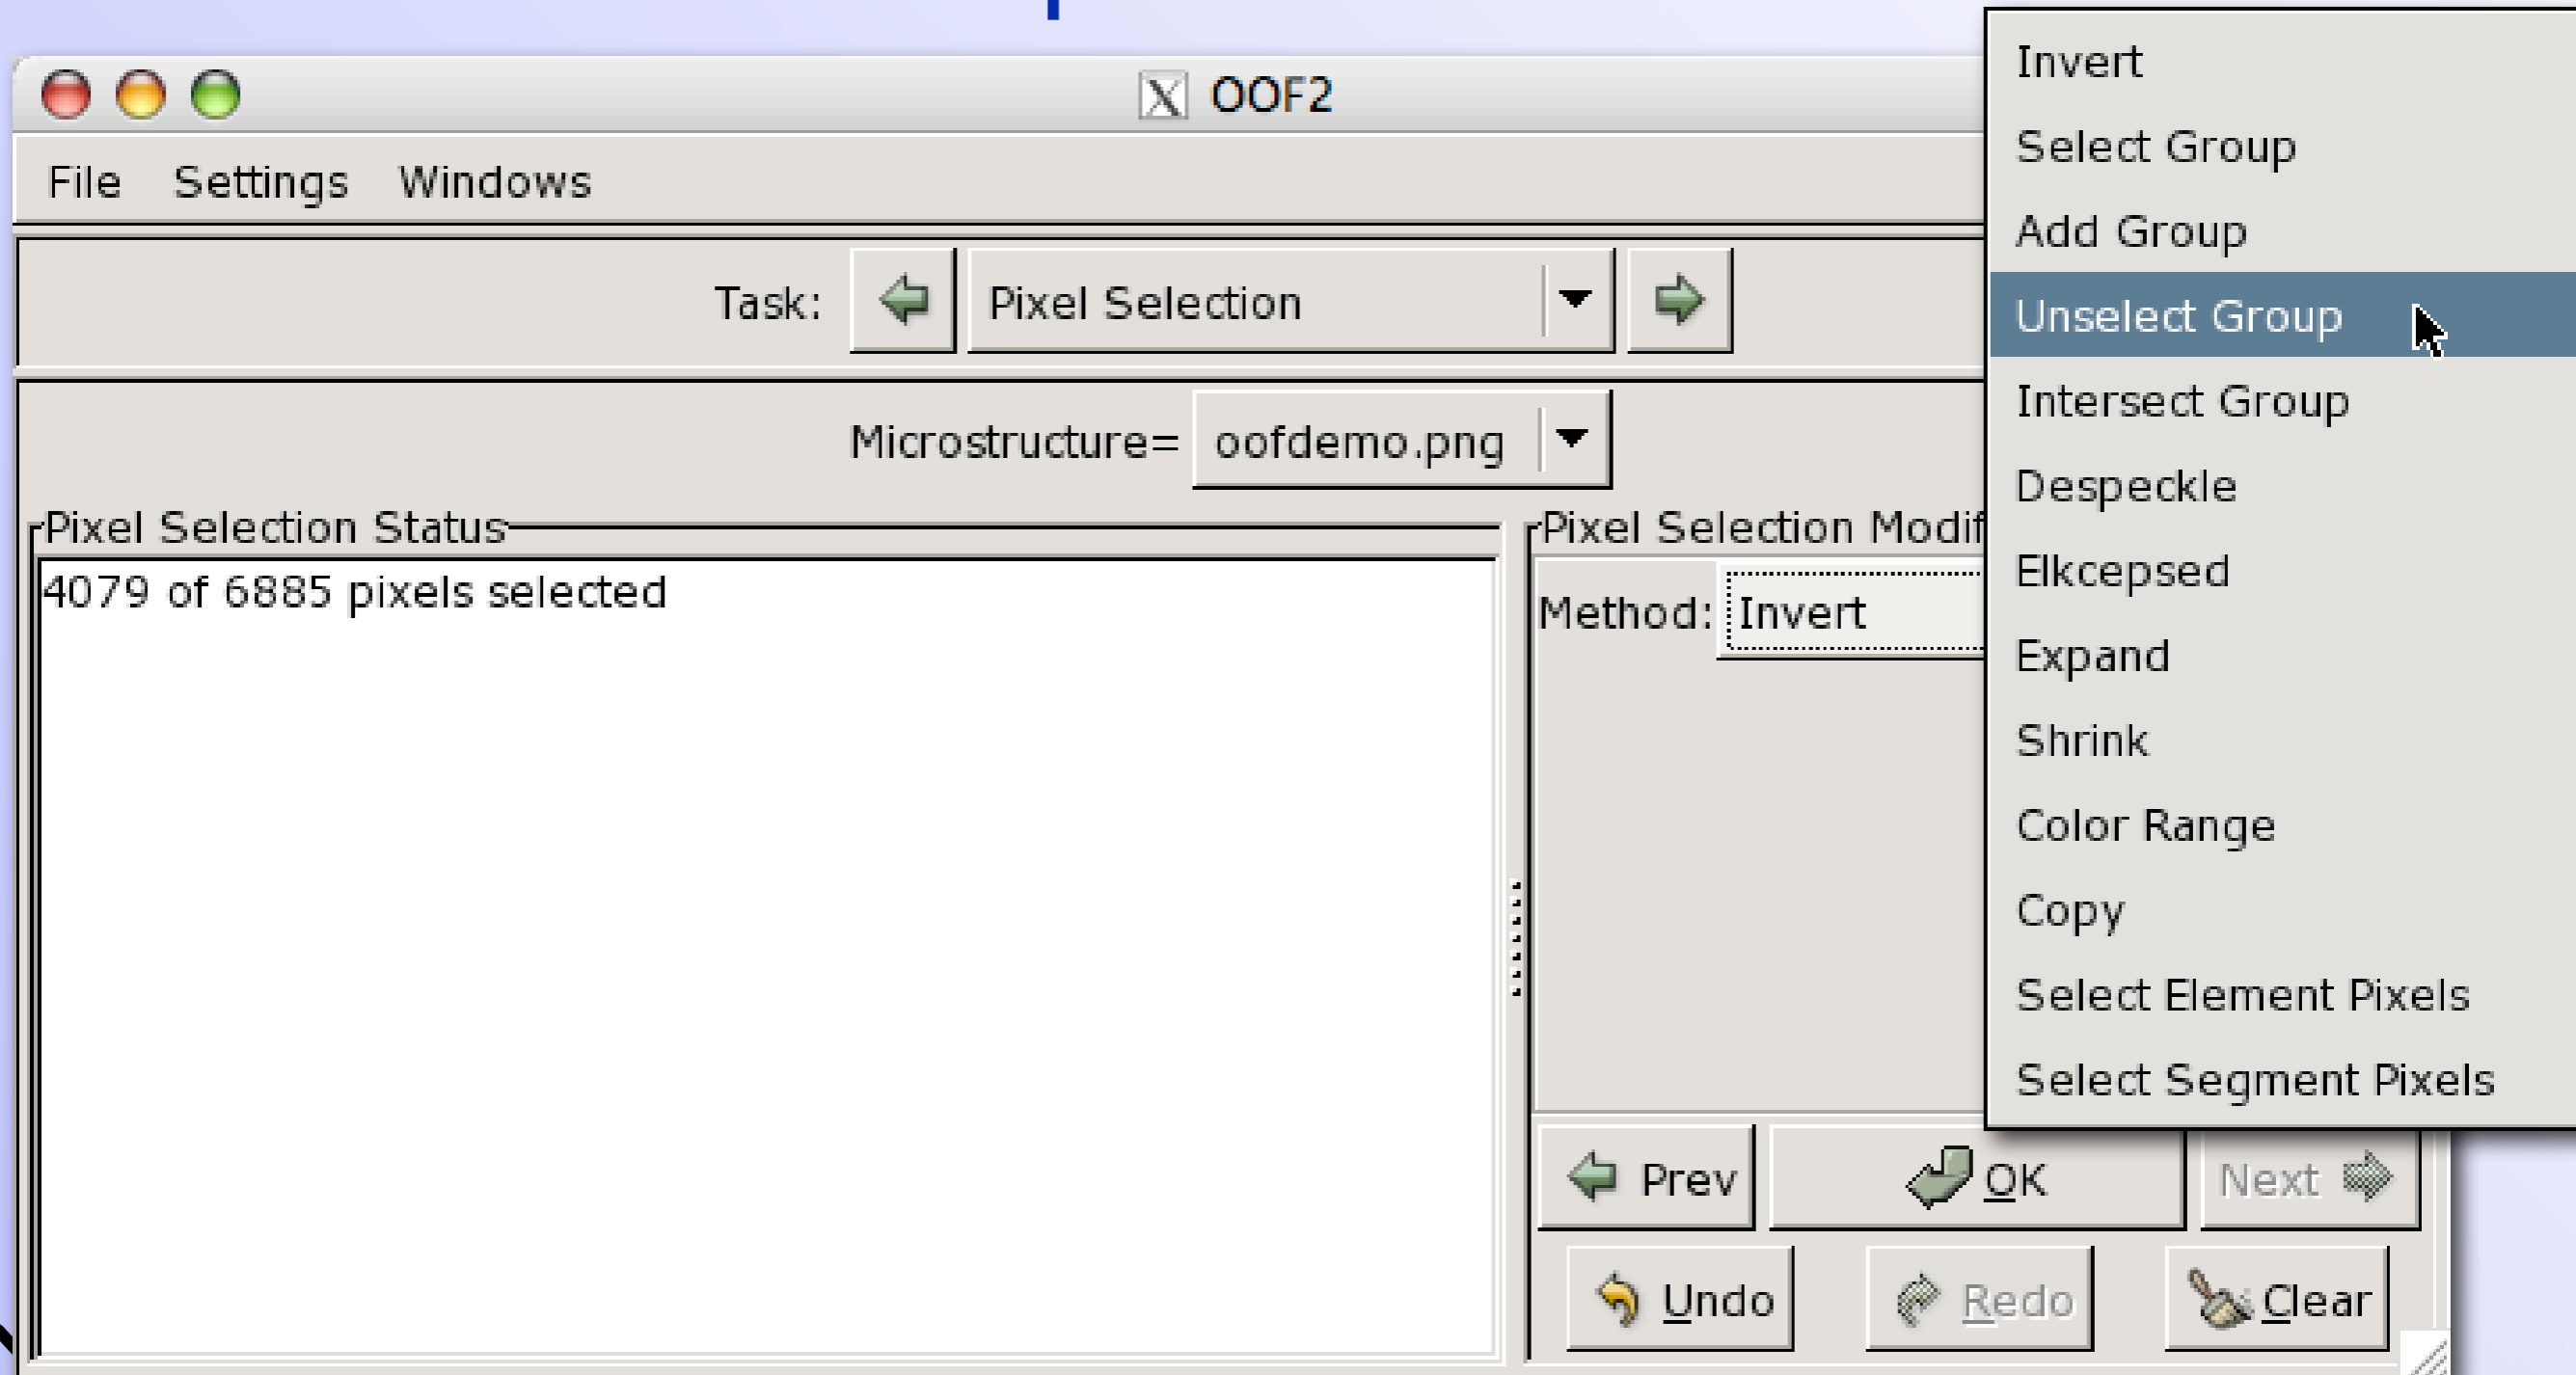 OOF2
File Settings Windows
Task: Pixel Selection
Microstructure= oofdemo.png
Pixel Selection Status
4079 of 6885 pixels selected
Pixel Selection
Method: Invert
Invert
Select Group
Add Group
Unselect Group
Intersect Group
Despeckle
Elkcepsed
Expand
Shrink
Color Range
Copy
Select Element Pixels
Select Segment Pixels
Prev OK Next
Undo Redo Clear